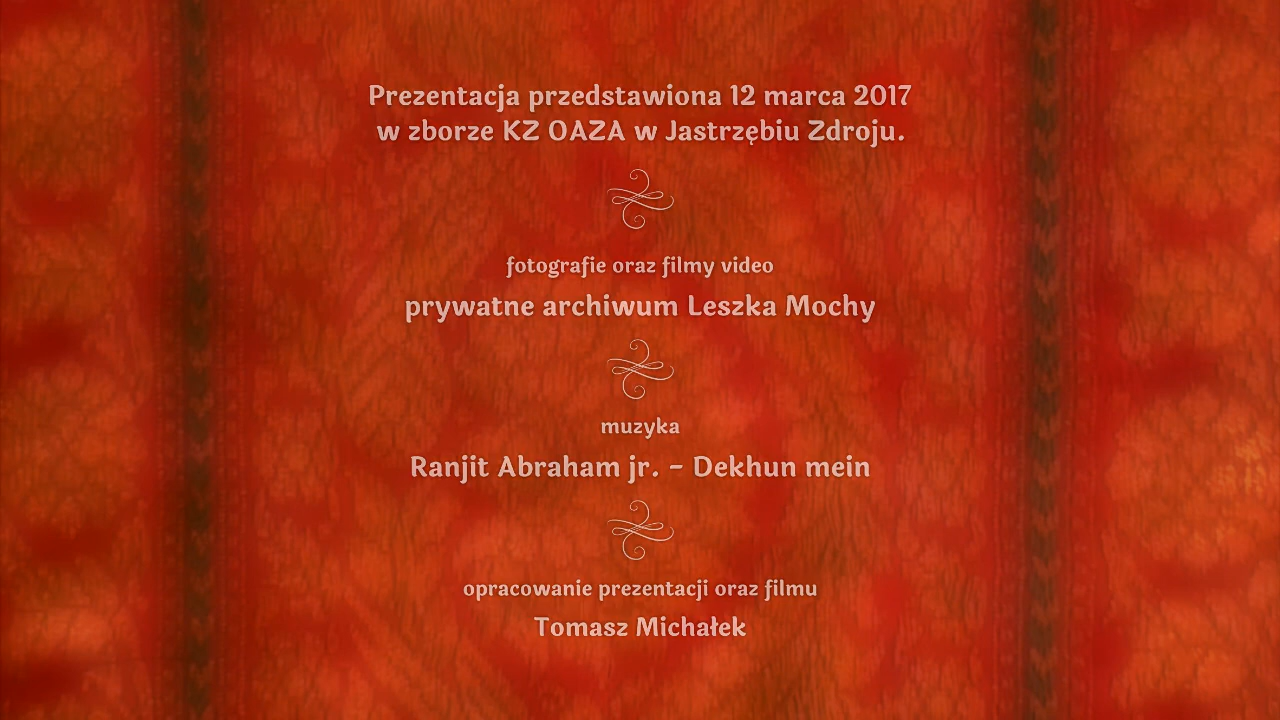 Prezentacja przedstawiona 12 marca 2017
w zborze KZ OAZA w Jastrzębiu Zdroju.
fotografie oraz filmy video
prywatne archiwum Leszka Mochy
muzyka
Ranjit Abraham jr. - Dekhun mein
opracowanie prezentacji oraz filmu
Tomasz Michałek